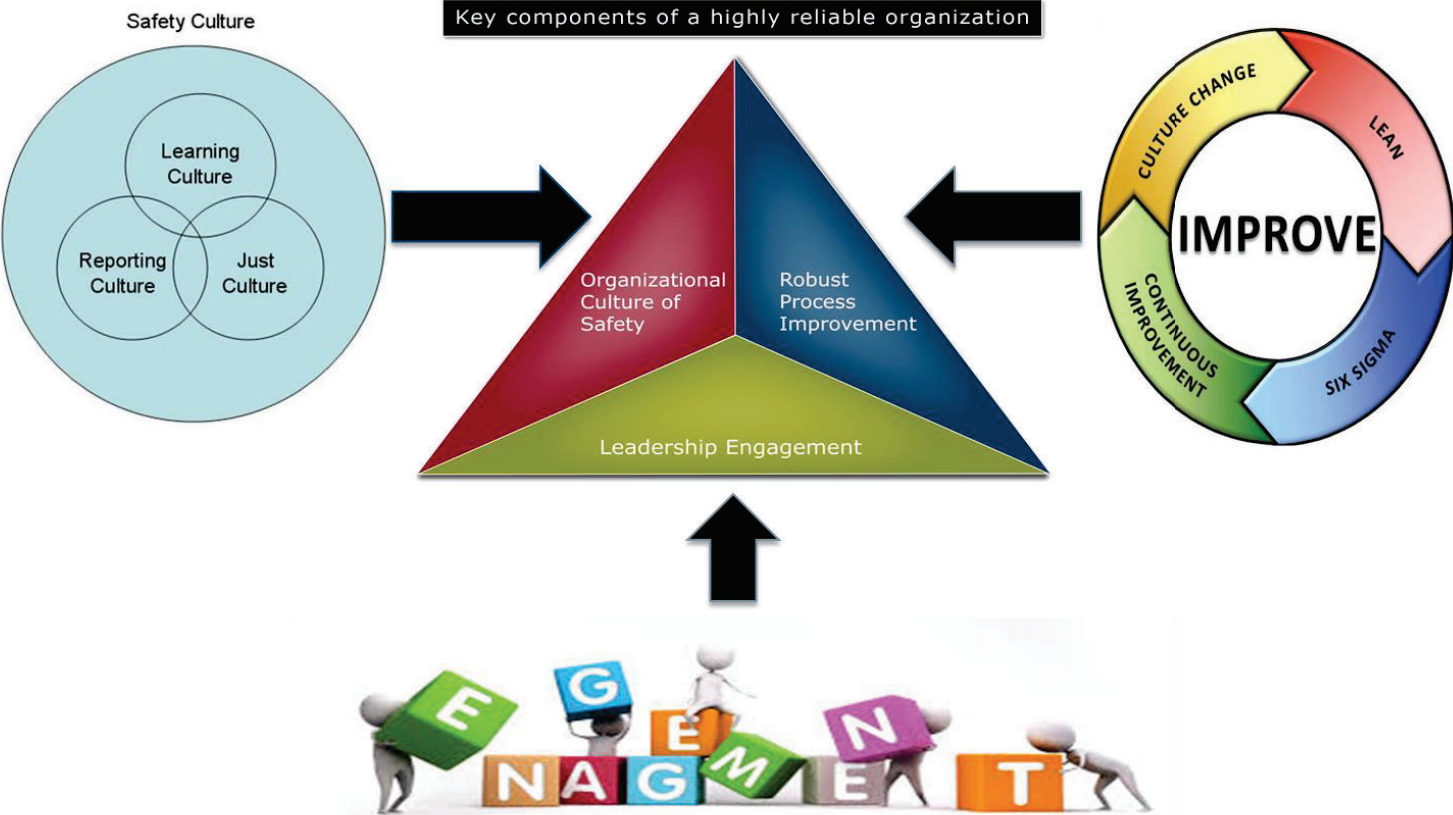 Safety Culture
Learning
Culture
Reporting
Culture
Just
Culture
Key components of a highly reliable organization
Organizational
Culture of
Safety
Robust
Process
Improvement
Leadership Engagement
CULTURE CHANGE
LEAN
SIX SIGMA
CONTINUOUS
IMPROVEMENT
IMPROVE
E G E N
N A G M E T